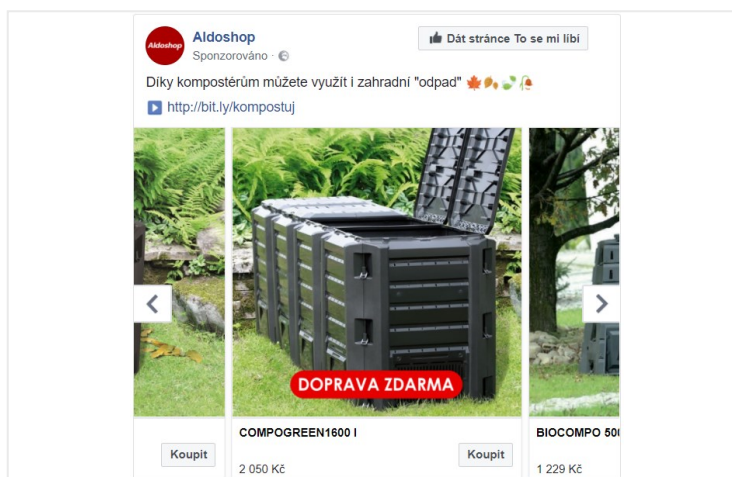 Aldoshop
Aldoshop
Sponzorováno ·
Dát stránce To se mi líbí
Díky kompostérům můžete využít i zahradní "odpad"
http://bit.ly/kompostuj
DOPRAVA ZDARMA
Koupit
COMPOGREEN1600 l
Koupit
2 050 Kč
BIOCOMPO
1 229 Kč